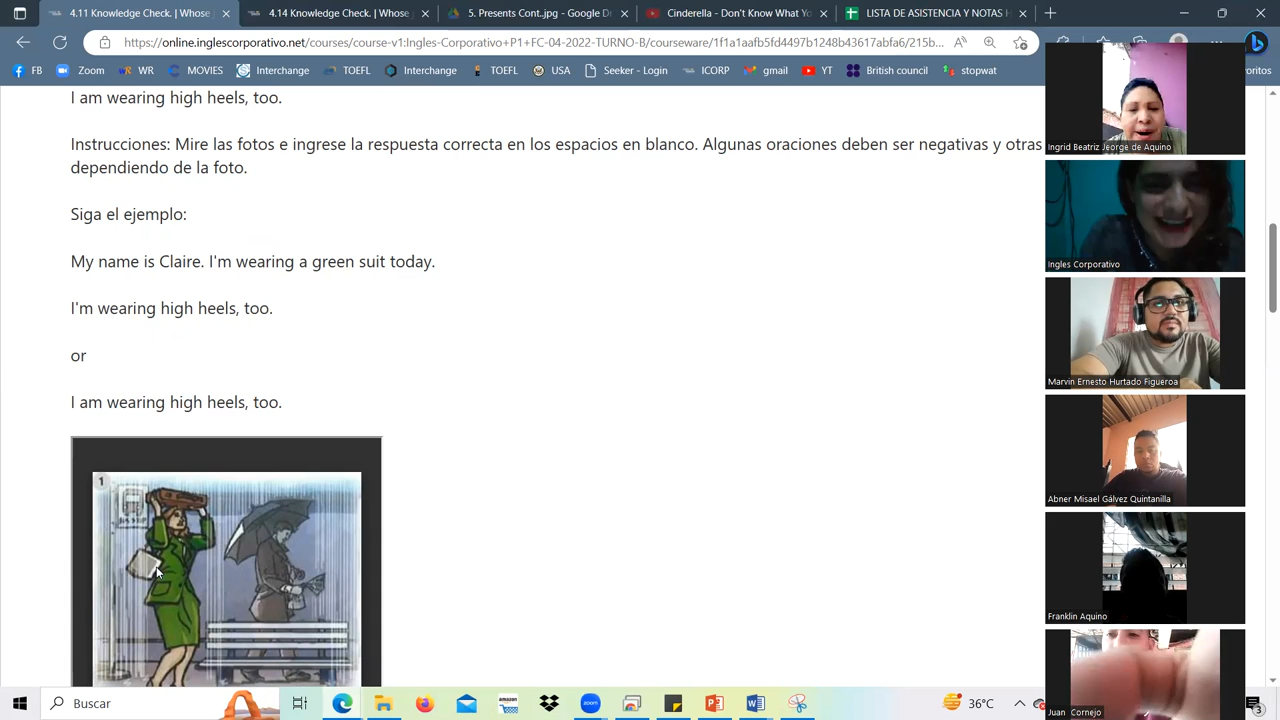 4.11 Knowledge Check. | Whose
4.14 Knowledge Check. | Whose
5. Presents Cont.jpg - Google Dr
Cinderella - Don't Know What Yo
LISTA DE ASISTENCIA Y NOTAS H
https://online.inglescorporativo.net/courses/course-v1:Ingles-Corporativo+P1+FC-04-2022-TURNO-B/courseware/1f1a1aafb5fd4497b1248b43617abfa6/215b...
FB
Zoom
WR
MOVIES
Interchange
TOEFL
Interchange
TOEFL
USA
Seeker - Login
ICORP
gmail
YT
British council
stopwat
voritos
I am wearing high heels, too.
Instrucciones: Mire las fotos e ingrese la respuesta correcta en los espacios en blanco. Algunas oraciones deben ser negativas y otras
dependiendo de la foto.
Siga el ejemplo:
My name is Claire. I'm wearing a green suit today.
I'm wearing high heels, too.
or
I am wearing high heels, too.
1
Ingrid Beatriz Jeorge de Aquino
Ingles Corporativo
Marvin Ernesto Hurtado Figueroa
Abner Misael Gálvez Quintanilla
Franklin Aquino
Juan Cornejo
Buscar
amazon
36°C
3